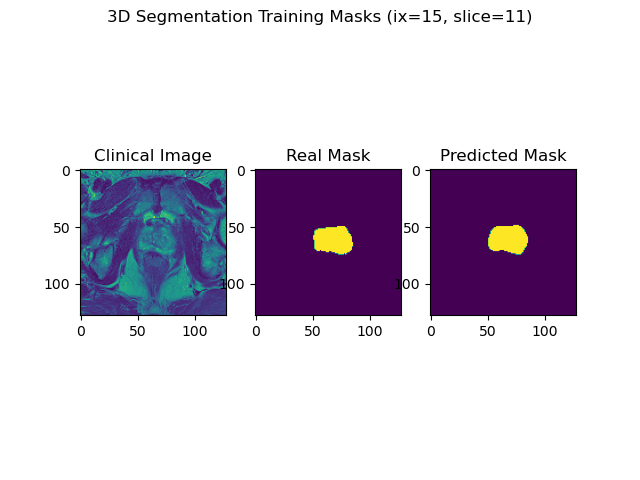 3D Segmentation Training Masks (ix=15, slice=11)
Clinical Image Real Mask Predicted Mask
0 0 0
50 50 50
100 100 100
0 50 100 0 50 100 0 50 100